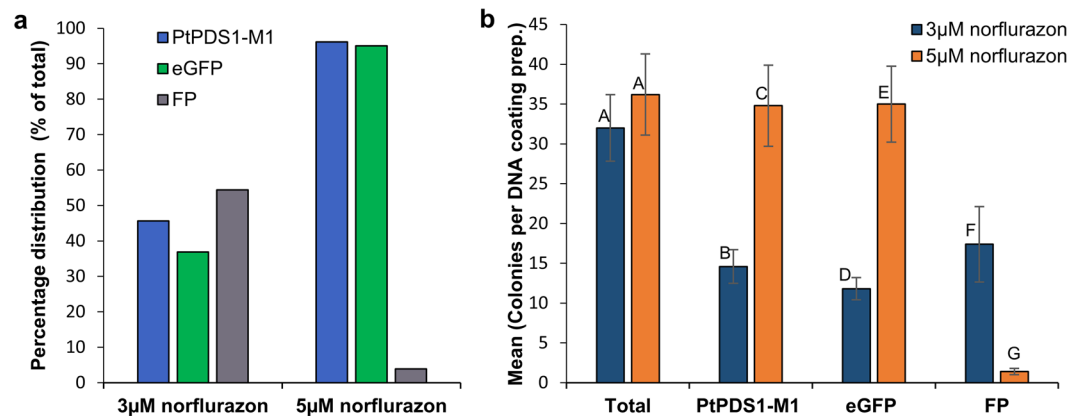 a
Percentage distribution (% of total)
100
90
80
70
60
50
40
30
20
10
0
PtPDS1-M1
eGFP
FP
3µM norflurazon
5µM norflurazon
b
Mean (Colonies per DNA coating prep.)
45
40
35
30
25
20
15
10
5
0
3µM norflurazon
5µM norflurazon
A
A
B
C
D
E
F
G
Total
PtPDS1-M1
eGFP
FP